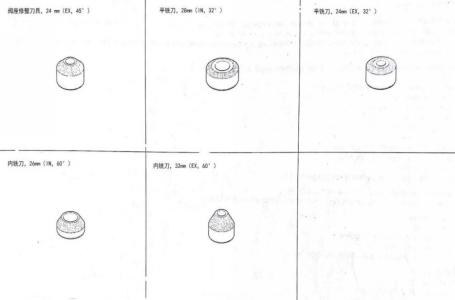 阀座修整刀具, 24 mm (EX, 45°)
平铣刀, 28mm (IN, 32°)
平铣刀, 24mm (EX, 32°)
内铣刀, 26mm (IN, 60°)
内铣刀, 32mm (EX, 60°)